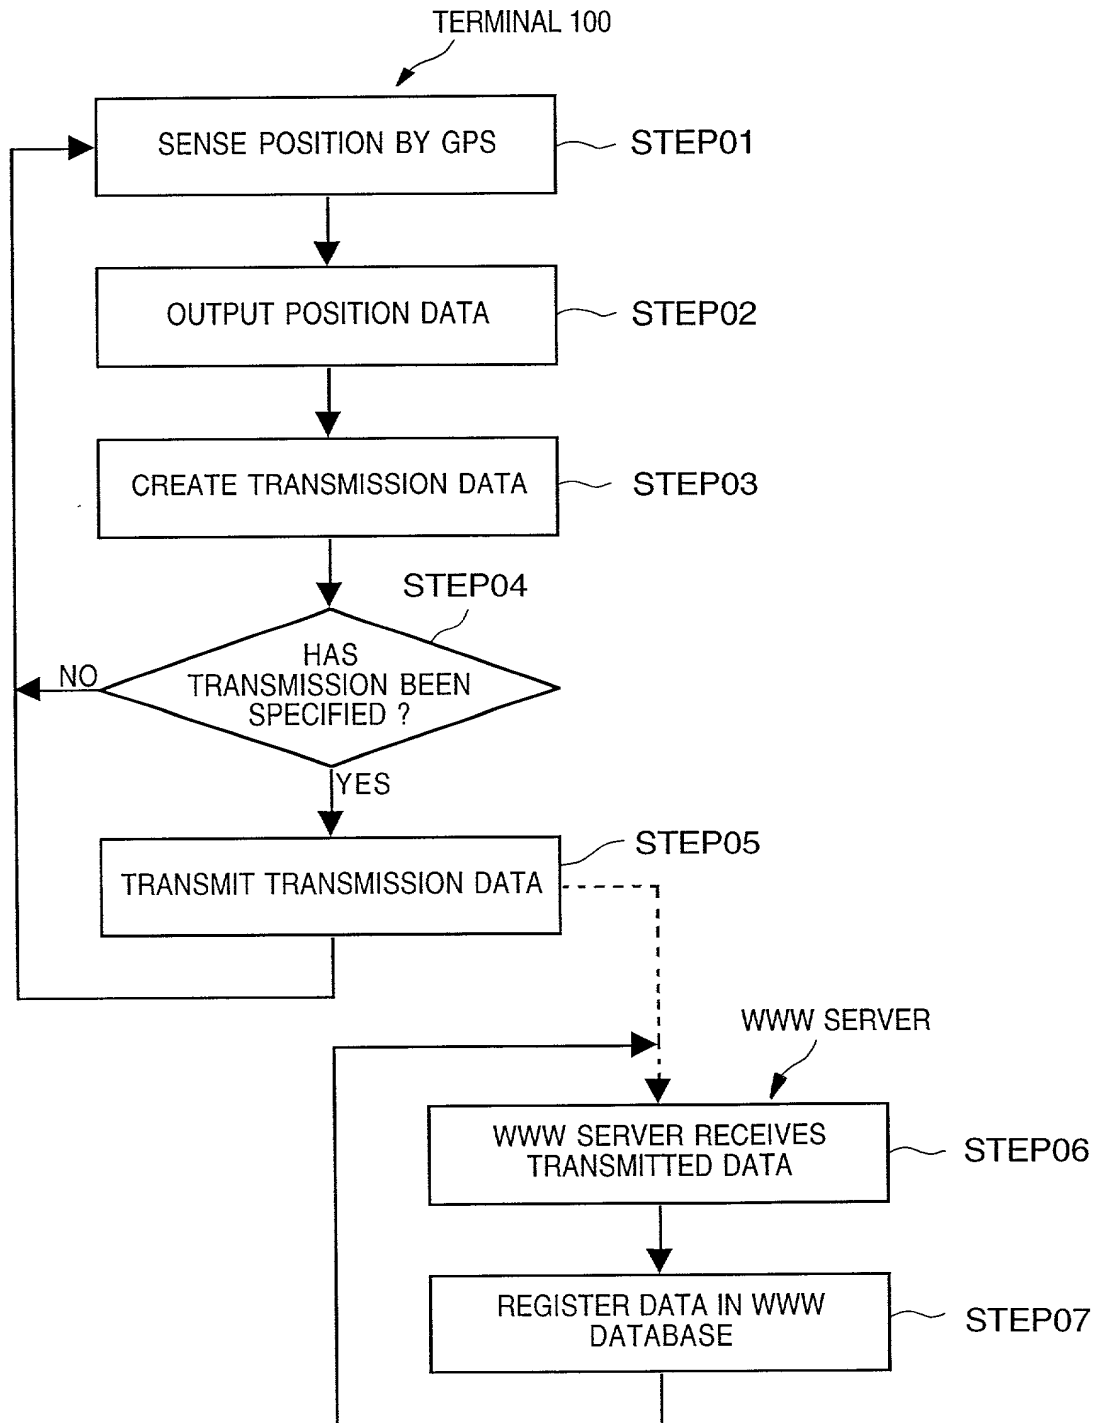 TERMINAL 100
SENSE POSITION BY GPS
STEP01
OUTPUT POSITION DATA
STEP02
CREATE TRANSMISSION DATA
STEP03
STEP04
HAS
TRANSMISSION BEEN
SPECIFIED ?
NO
YES
STEP05
TRANSMIT TRANSMISSION DATA
WWW SERVER
WWW SERVER RECEIVES
TRANSMITTED DATA
STEP06
REGISTER DATA IN WWW
DATABASE
STEP07